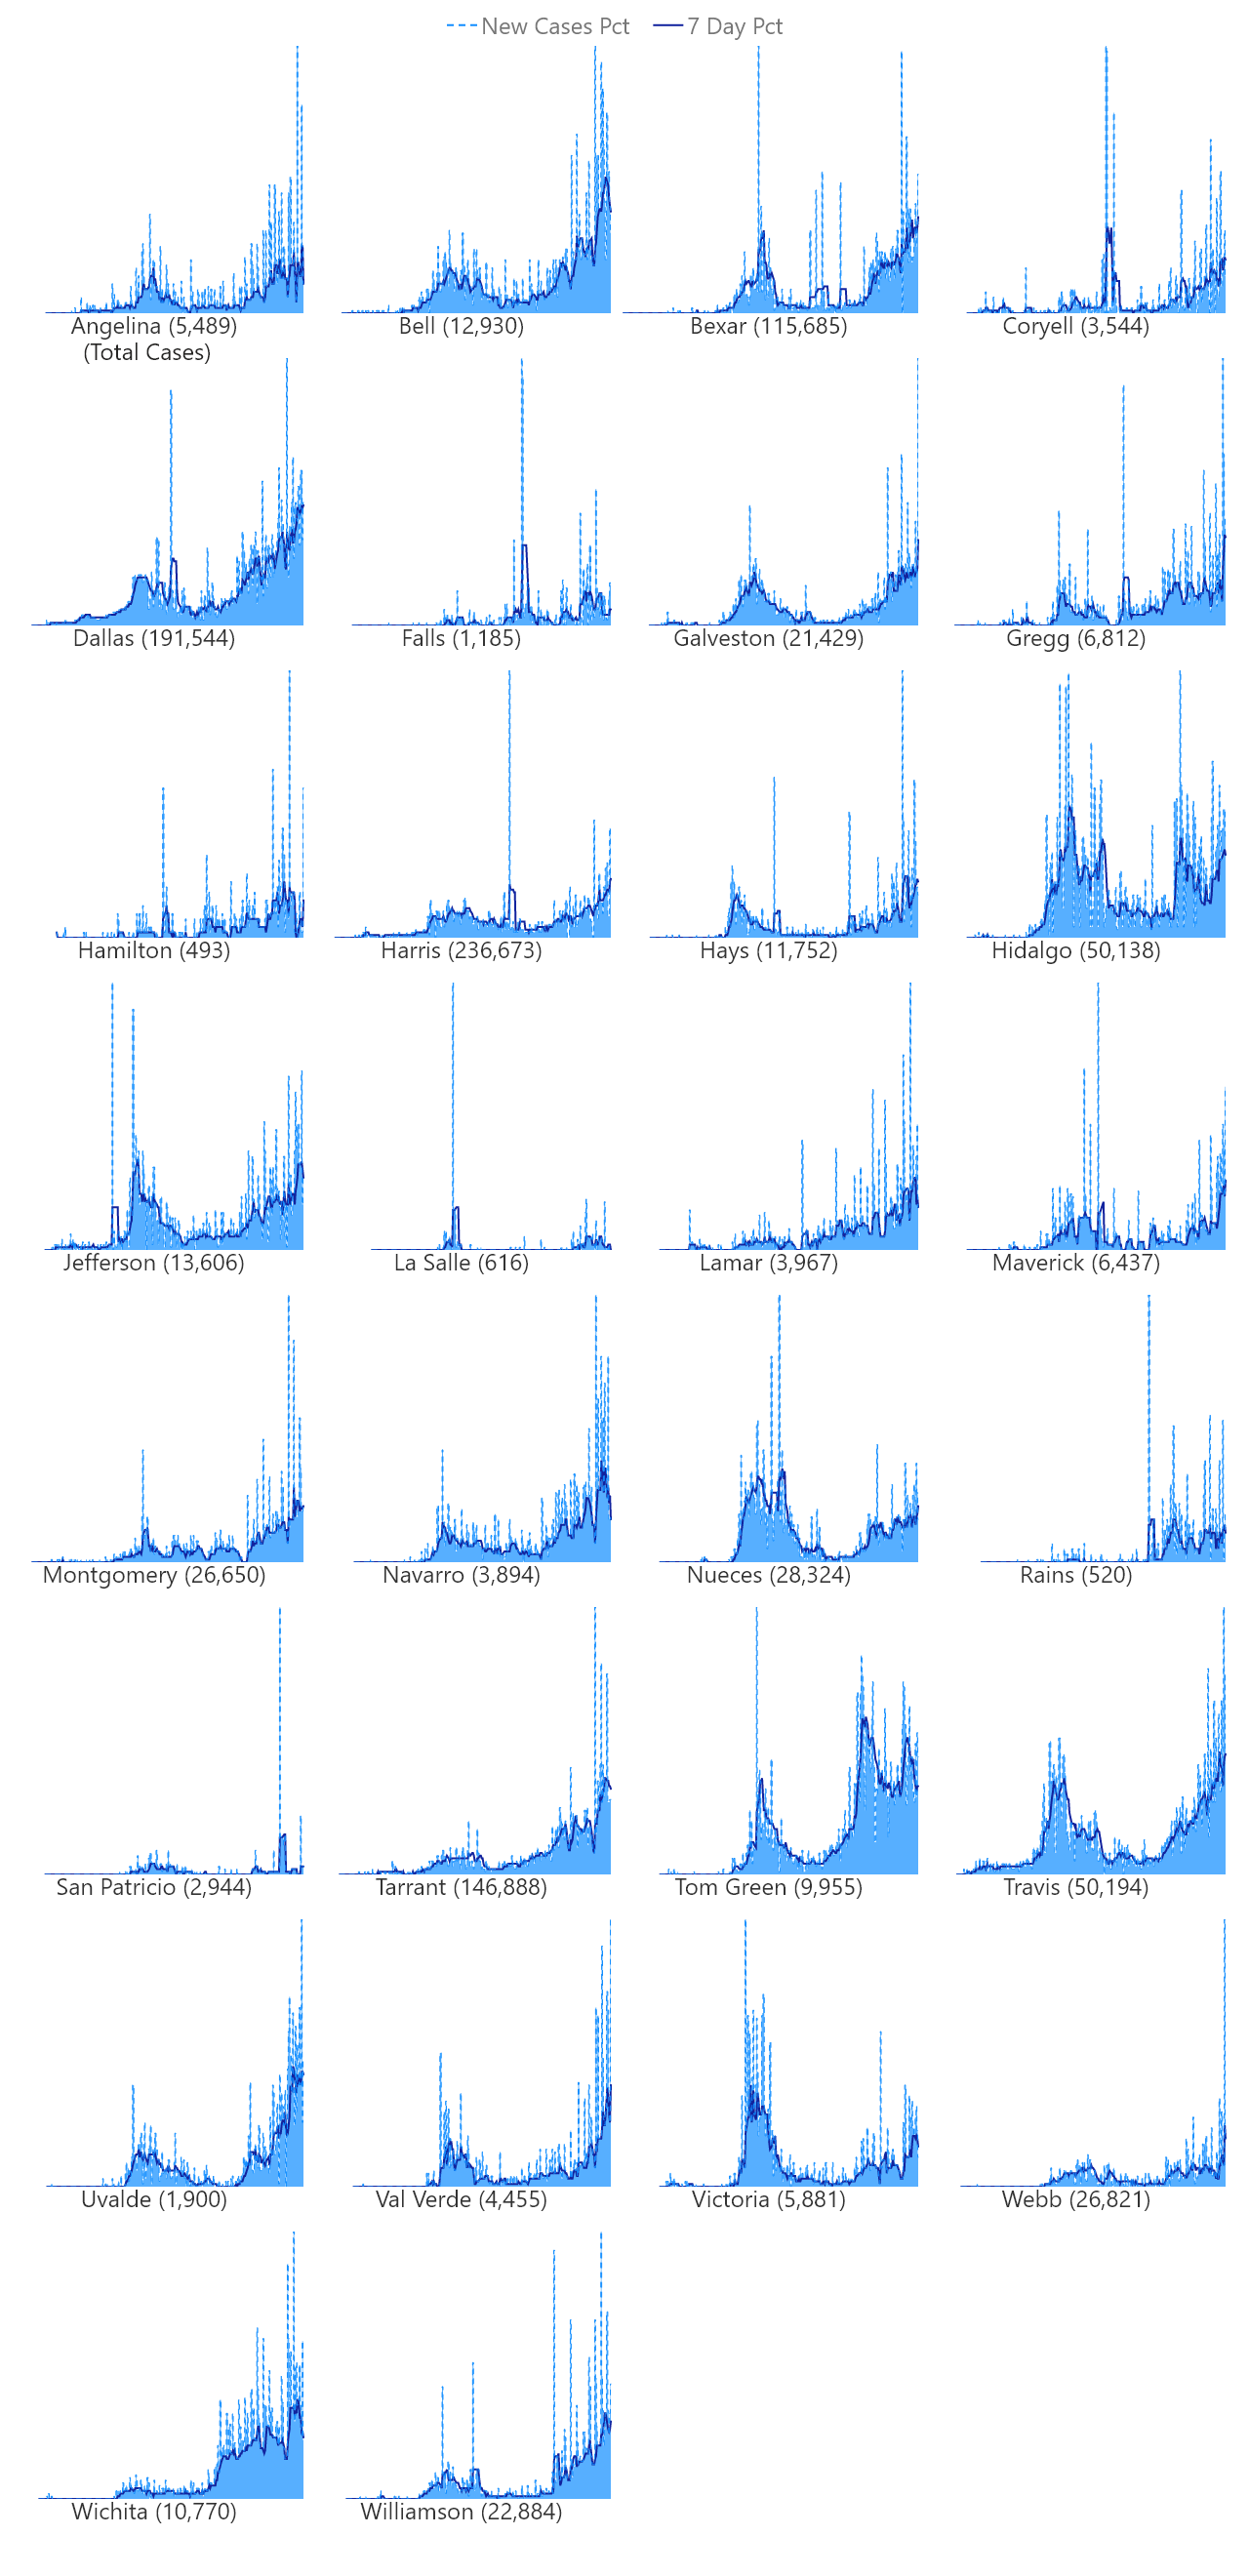 New Cases Pct 7 Day Pct
Angelina (5,489) Bell (12,930) Bexar (115,685) Coryell (3,544)
(Total Cases)
Dallas (191,544) Falls (1,185) Galveston (21,429) Gregg (6,812)
Hamilton (493) Harris (236,673) Hays (11,752) Hidalgo (50,138)
Jefferson (13,606) La Salle (616) Lamar (3,967) Maverick (6,437)
Montgomery (26,650) Navarro (3,894) Nueces (28,324) Rains (520)
San Patricio (2,944) Tarrant (146,888) Tom Green (9,955) Travis (50,194)
Uvalde (1,900) Val Verde (4,455) Victoria (5,881) Webb (26,821)
Wichita (10,770) Williamson (22,884)